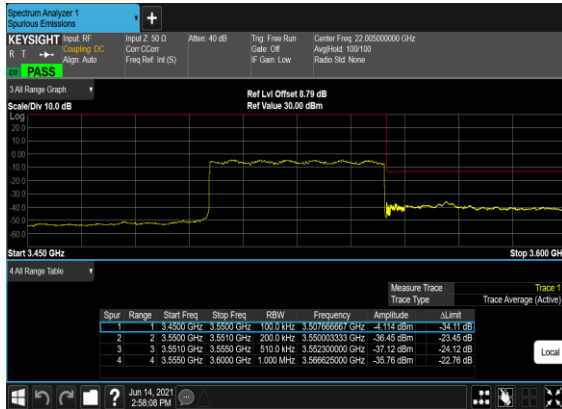 Spectrum Analyzer 1
Spurious Emissions
+
KEYSIGHT Input: RF Input Z: 50 Ω Atten: 40 dB Trig: Free Run Center Freq: 22.005000000 GHz
R T Coupling: DC Corr CCorr Gate: Off Avg|Hold: 100/100
Align: Auto Freq Ref: Int (S) IF Gain: Low Radio Std: None
PASS
3 All Range Graph
Ref Lvl Offset 8.79 dB
Scale/Div 10.0 dB Ref Value 30.00 dBm
Log
20.0
10.0
0.00
-10.0
-20.0
-30.0
-40.0
-50.0
-60.0
Start 3.450 GHz Stop 3.600 GHz
4 All Range Table
Measure Trace Trace 1
Trace Type Trace Average (Active)
Spur Range Start Freq Stop Freq RBW Frequency Amplitude ΔLimit
1 1 3.4500 GHz 3.5500 GHz 100.0 kHz 3.507666667 GHz -4.114 dBm -34.11 dB
2 2 3.5500 GHz 3.5510 GHz 200.0 kHz 3.550003333 GHz -36.45 dBm -23.45 dB
3 3 3.5510 GHz 3.5550 GHz 510.0 kHz 3.552300000 GHz -37.12 dBm -24.12 dB
4 4 3.5550 GHz 3.6000 GHz 1.000 MHz 3.566625000 GHz -35.76 dBm -22.76 dB
Local
?
Jun 14, 2021
2:58:08 PM